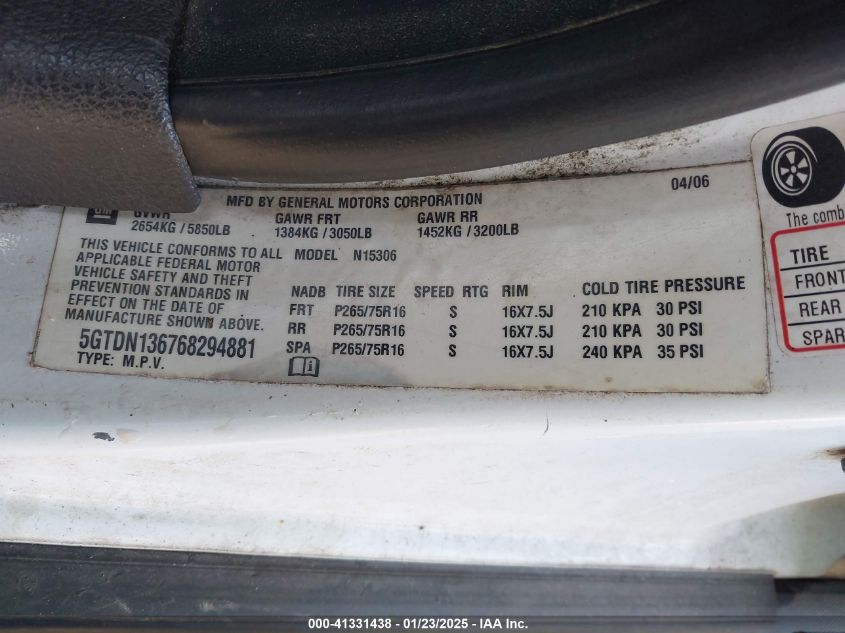 MFD BY GENERAL MOTORS CORPORATION 04/06
GM GVWR GAWR FRT GAWR RR
2654KG / 5850LB 1384KG / 3050LB 1452KG / 3200LB
THIS VEHICLE CONFORMS TO ALL MODEL N15306
APPLICABLE FEDERAL MOTOR
VEHICLE SAFETY AND THEFT
PREVENTION STANDARDS IN
EFFECT ON THE DATE OF
MANUFACTURE SHOWN ABOVE.
5GTDN136768294881
TYPE: M.P.V.
NADB TIRE SIZE SPEED RTG RIM COLD TIRE PRESSURE
FRT P265/75R16 S 16X7.5J 210 KPA 30 PSI
RR P265/75R16 S 16X7.5J 210 KPA 30 PSI
SPA P265/75R16 S 16X7.5J 240 KPA 35 PSI
The comb
TIRE
FRONT
REAR
SPAR
000-41331438 - 01/23/2025 - IAA Inc.